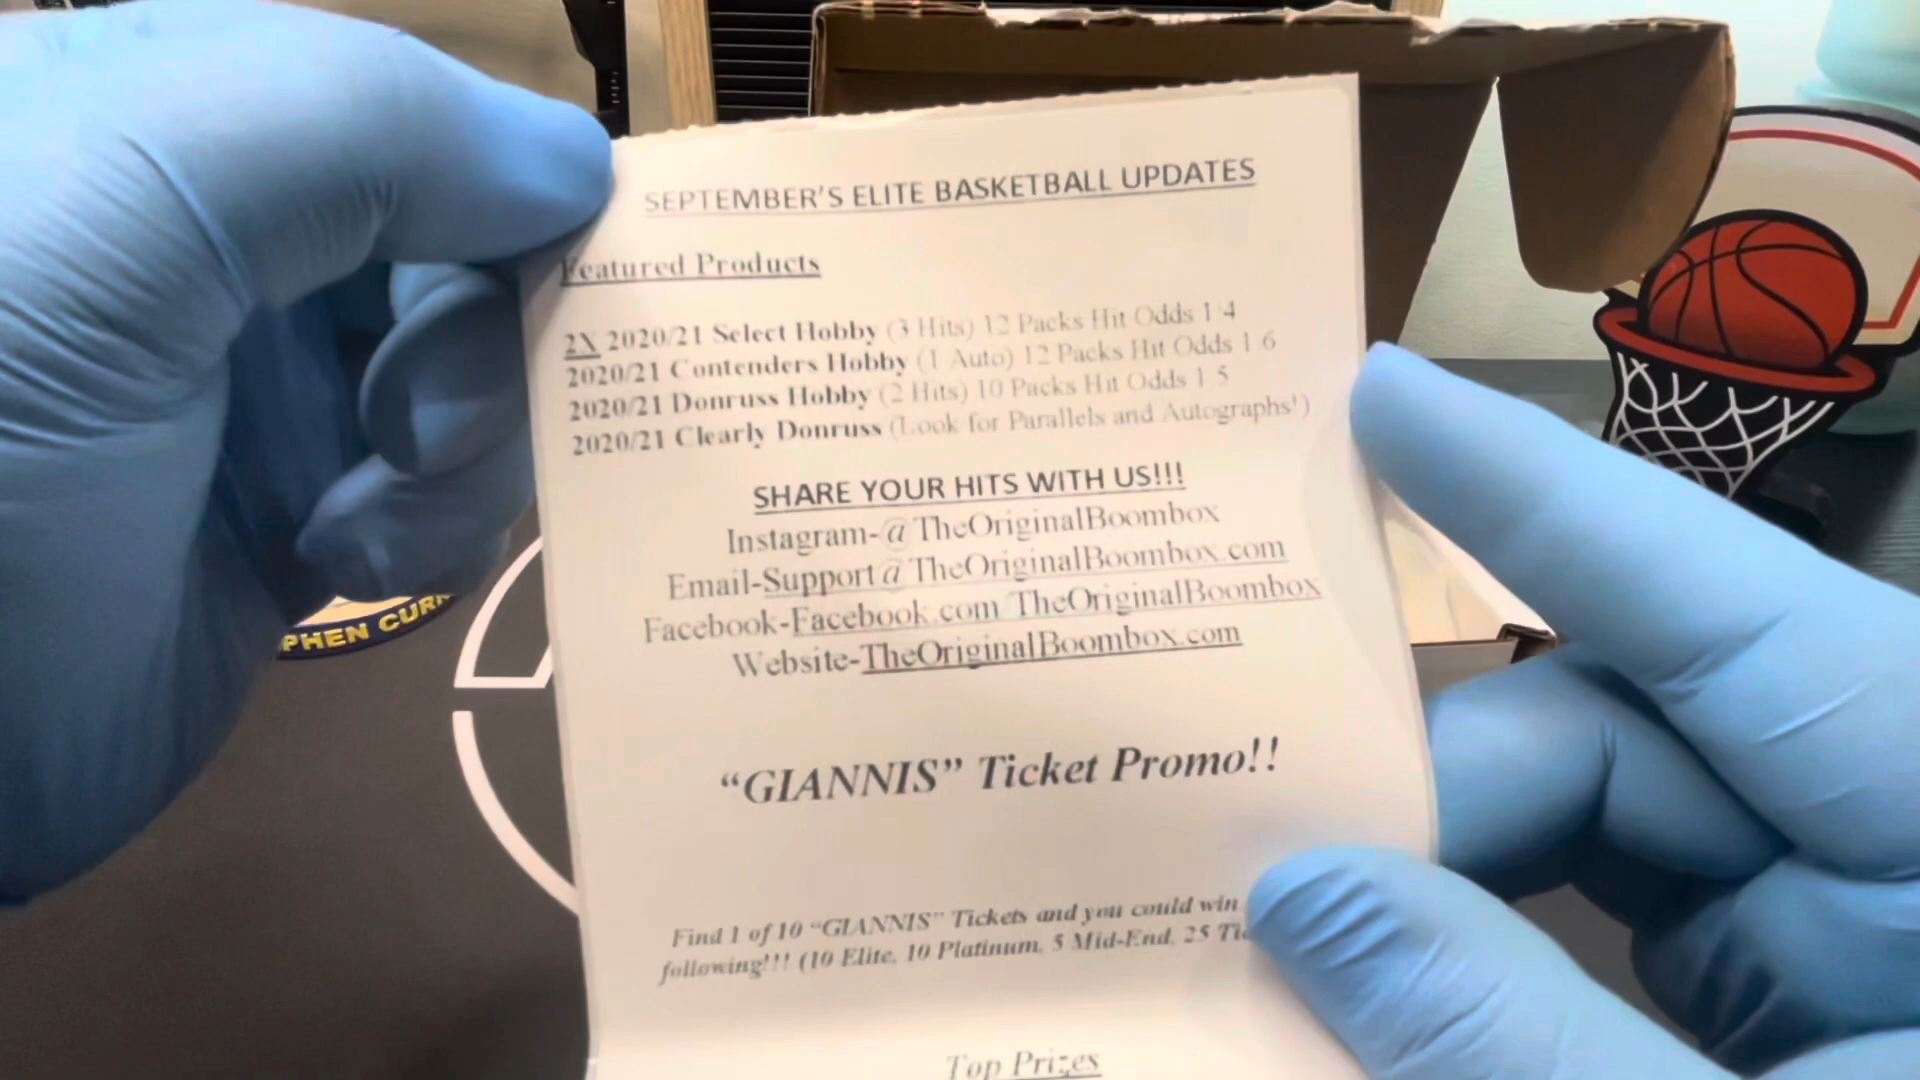 SEPTEMBER'S ELITE BASKETBALL UPDATES
Featured Products
2X 2020/21 Select Hobby (3 Hits) 12 Packs Hit Odds 1 4
2020/21 Contenders Hobby (1 Auto) 12 Packs Hit Odds 1 6
2020/21 Donruss Hobby (2 Hits) 10 Packs Hit Odds 1 5
2020/21 Clearly Donruss (Look for Parallels and Autographs!)
SHARE YOUR HITS WITH US!!!
Instagram-@TheOriginalBoombox
Email-Support@TheOriginalBoombox.com
Facebook-Facebook.com TheOriginalBoombox
Website-TheOriginalBoombox.com
"GIANNIS" Ticket Promo!!
Find 1 of 10 "GIANNIS" Tickets and you could win
following!!! (10 Elite, 10 Platinum, 5 Mid-End, 25
Top Prizes
PHEN CURR